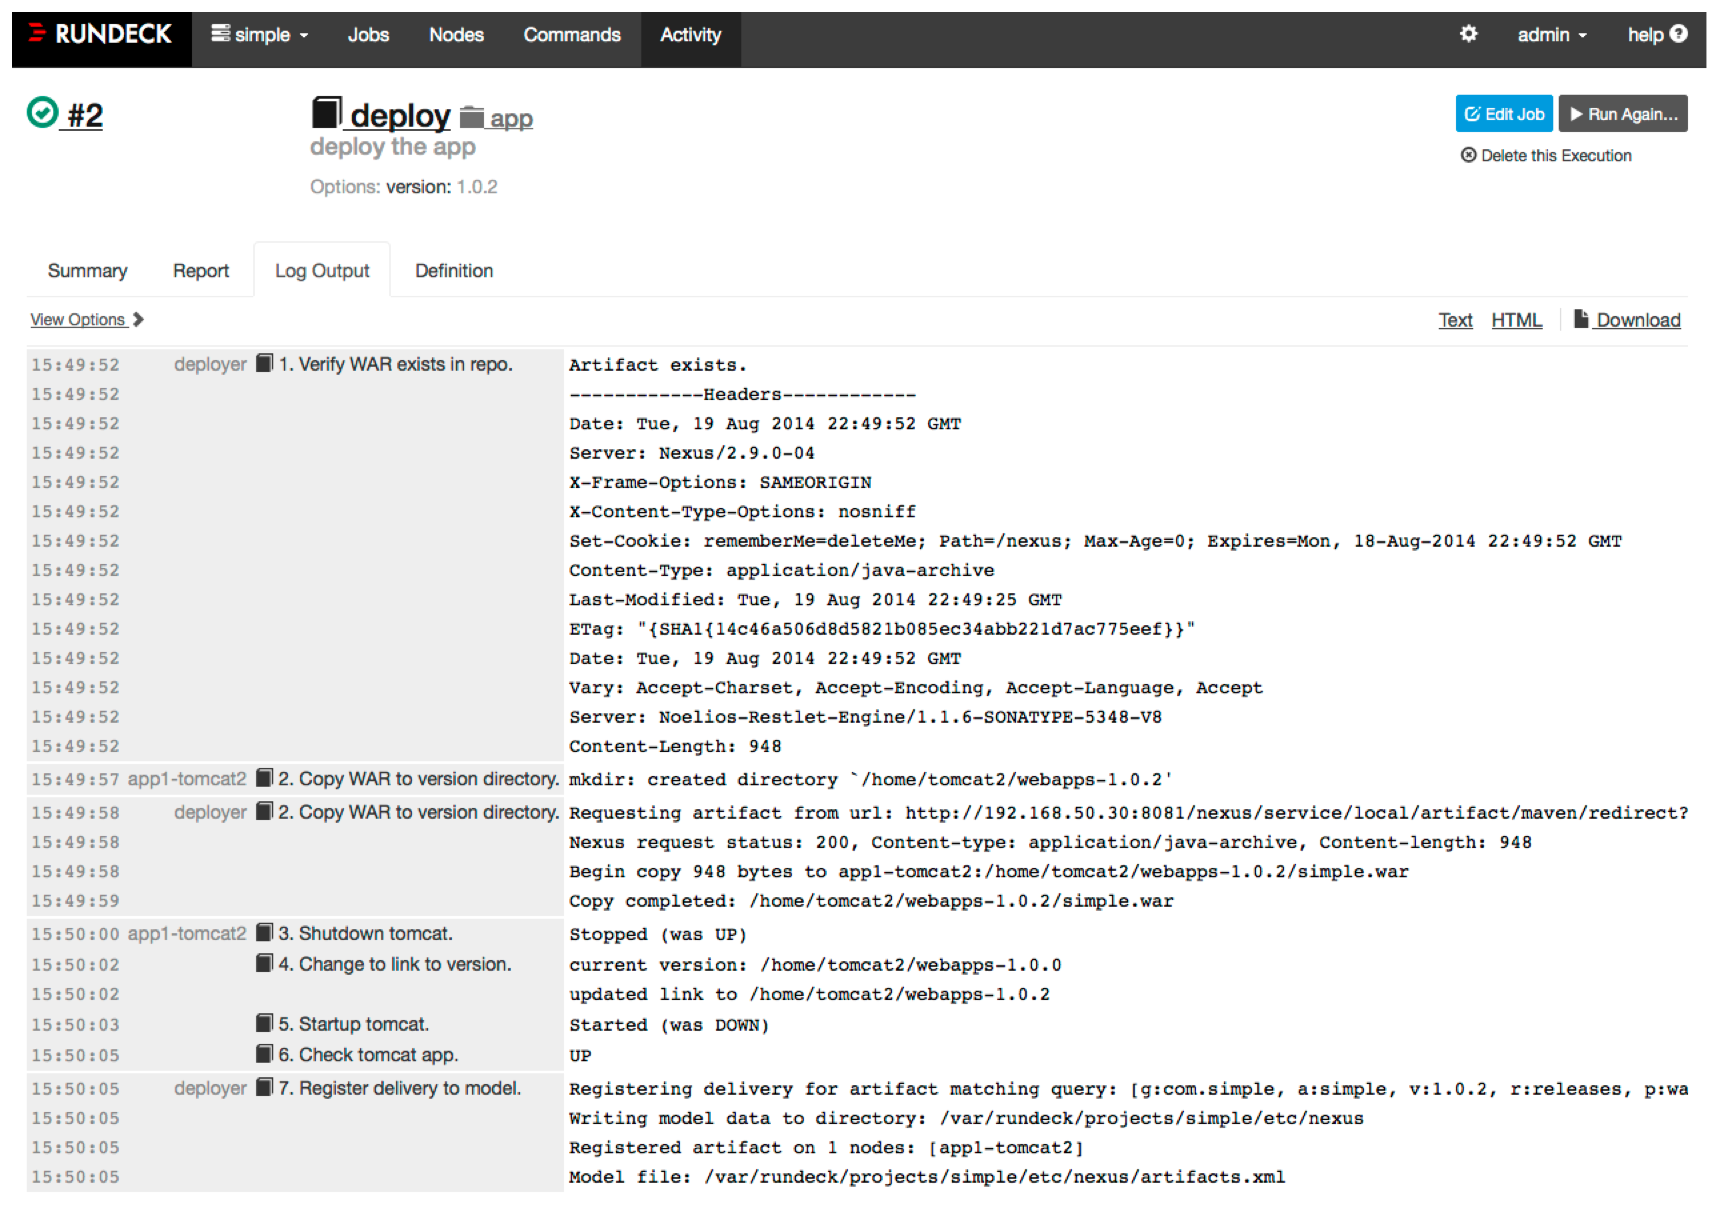 RUNDECK simple Jobs Nodes Commands Activity admin help
#2 deploy app
deploy the app
Options: version: 1.0.2
Edit Job Run Again...
Delete this Execution
Summary Report Log Output Definition
View Options Text HTML Download
15:49:52 deployer 1. Verify WAR exists in repo. Artifact exists.
15:49:52 ------------Headers------------
15:49:52 Date: Tue, 19 Aug 2014 22:49:52 GMT
15:49:52 Server: Nexus/2.9.0-04
15:49:52 X-Frame-Options: SAMEORIGIN
15:49:52 X-Content-Type-Options: nosniff
15:49:52 Set-Cookie: rememberMe=deleteMe; Path=/nexus; Max-Age=0; Expires=Mon, 18-Aug-2014 22:49:52 GMT
15:49:52 Content-Type: application/java-archive
15:49:52 Last-Modified: Tue, 19 Aug 2014 22:49:25 GMT
15:49:52 ETag: "{SHA1{14c46a506d8d5821b085ec34abb221d7ac775eef}}"
15:49:52 Date: Tue, 19 Aug 2014 22:49:52 GMT
15:49:52 Vary: Accept-Charset, Accept-Encoding, Accept-Language, Accept
15:49:52 Server: Noelios-Restlet-Engine/1.1.6-SONATYPE-5348-V8
15:49:52 Content-Length: 948
15:49:57 app1-tomcat2 2. Copy WAR to version directory. mkdir: created directory `/home/tomcat2/webapps-1.0.2'
15:49:58 deployer 2. Copy WAR to version directory. Requesting artifact from url: http://192.168.50.30:8081/nexus/service/local/artifact/maven/redirect?
15:49:58 Nexus request status: 200, Content-type: application/java-archive, Content-length: 948
15:49:58 Begin copy 948 bytes to app1-tomcat2:/home/tomcat2/webapps-1.0.2/simple.war
15:49:59 Copy completed: /home/tomcat2/webapps-1.0.2/simple.war
15:50:00 app1-tomcat2 3. Shutdown tomcat. Stopped (was UP)
15:50:02 4. Change to link to version. current version: /home/tomcat2/webapps-1.0.0
15:50:02 updated link to /home/tomcat2/webapps-1.0.2
15:50:03 5. Startup tomcat. Started (was DOWN)
15:50:05 6. Check tomcat app. UP
15:50:05 deployer 7. Register delivery to model. Registering delivery for artifact matching query: [g:com.simple, a:simple, v:1.0.2, r:releases, p:wa
15:50:05 Writing model data to directory: /var/rundeck/projects/simple/etc/nexus
15:50:05 Registered artifact on 1 nodes: [app1-tomcat2]
15:50:05 Model file: /var/rundeck/projects/simple/etc/nexus/artifacts.xml